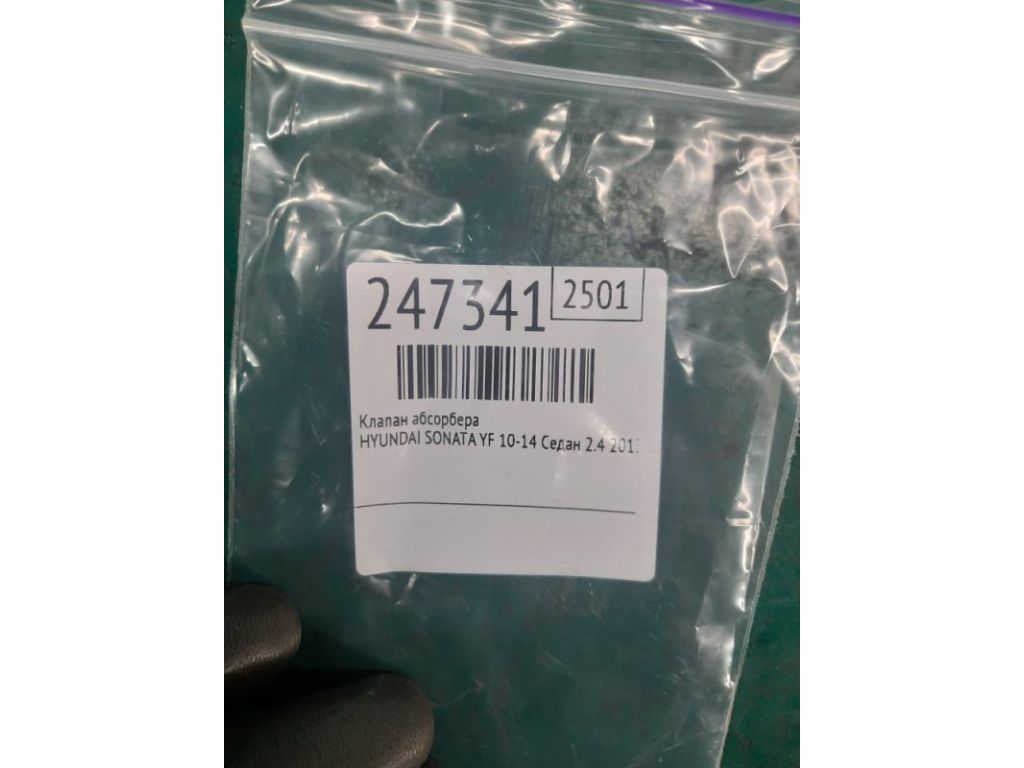 247341 2501
Клапан абсорбера
HYUNDAI SONATA YF 10-14 Седан 2.4